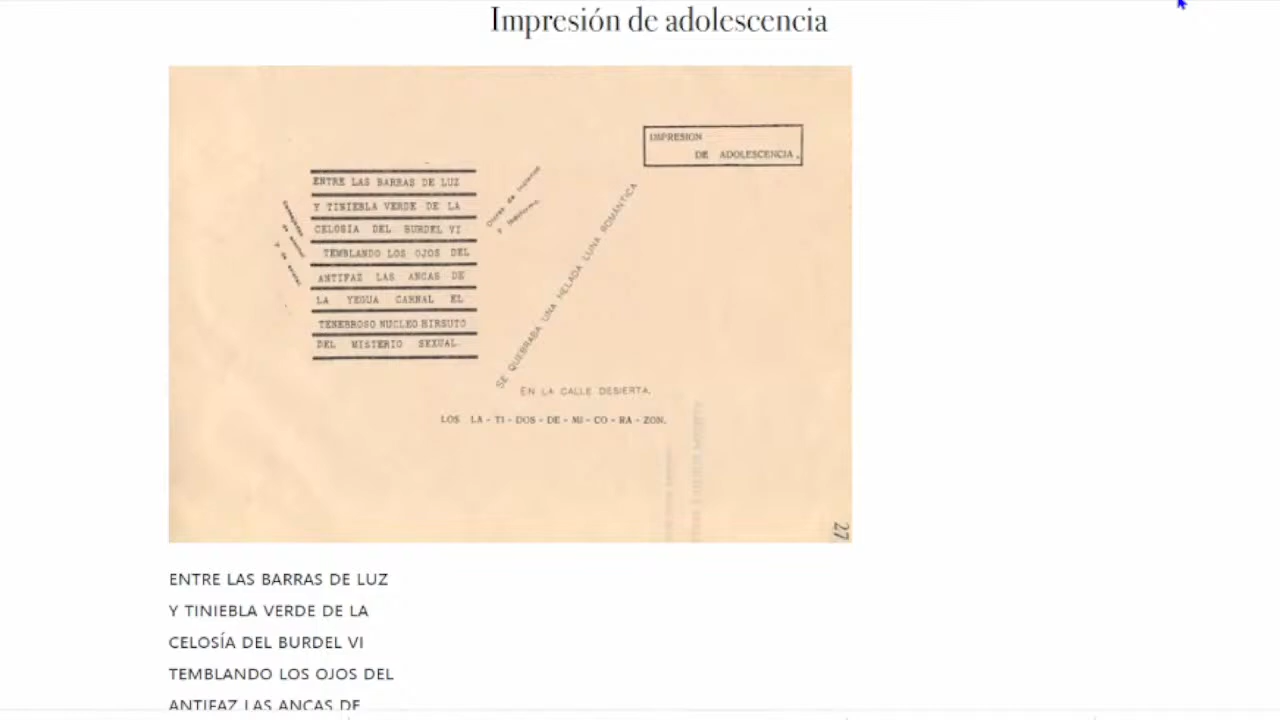 Impresión de adolescencia
IMPRESION
DE ADOLESCENCIA.
ENTRE LAS BARRAS DE LUZ
Y TINIEBLA VERDE DE LA
CELOSIA DEL BURDEL VI
TEMBLANDO LOS OJOS DEL
ANTIFAZ LAS ANCAS DE
LA YEGUA CARNAL EL
TENEBROSO NUCLEO HIRSUTO
DEL MISTERIO SEXUAL.
SE QUEBRABA UNA HELADA LUNA ROMÁNTICA
EN LA CALLE DESIERTA.
LOS LA - TI - DOS - DE - MI - CO - RA - ZON.
27
ENTRE LAS BARRAS DE LUZ
Y TINIEBLA VERDE DE LA
CELOSÍA DEL BURDEL VI
TEMBLANDO LOS OJOS DEL
ANTIFAZ LAS ANCAS DE